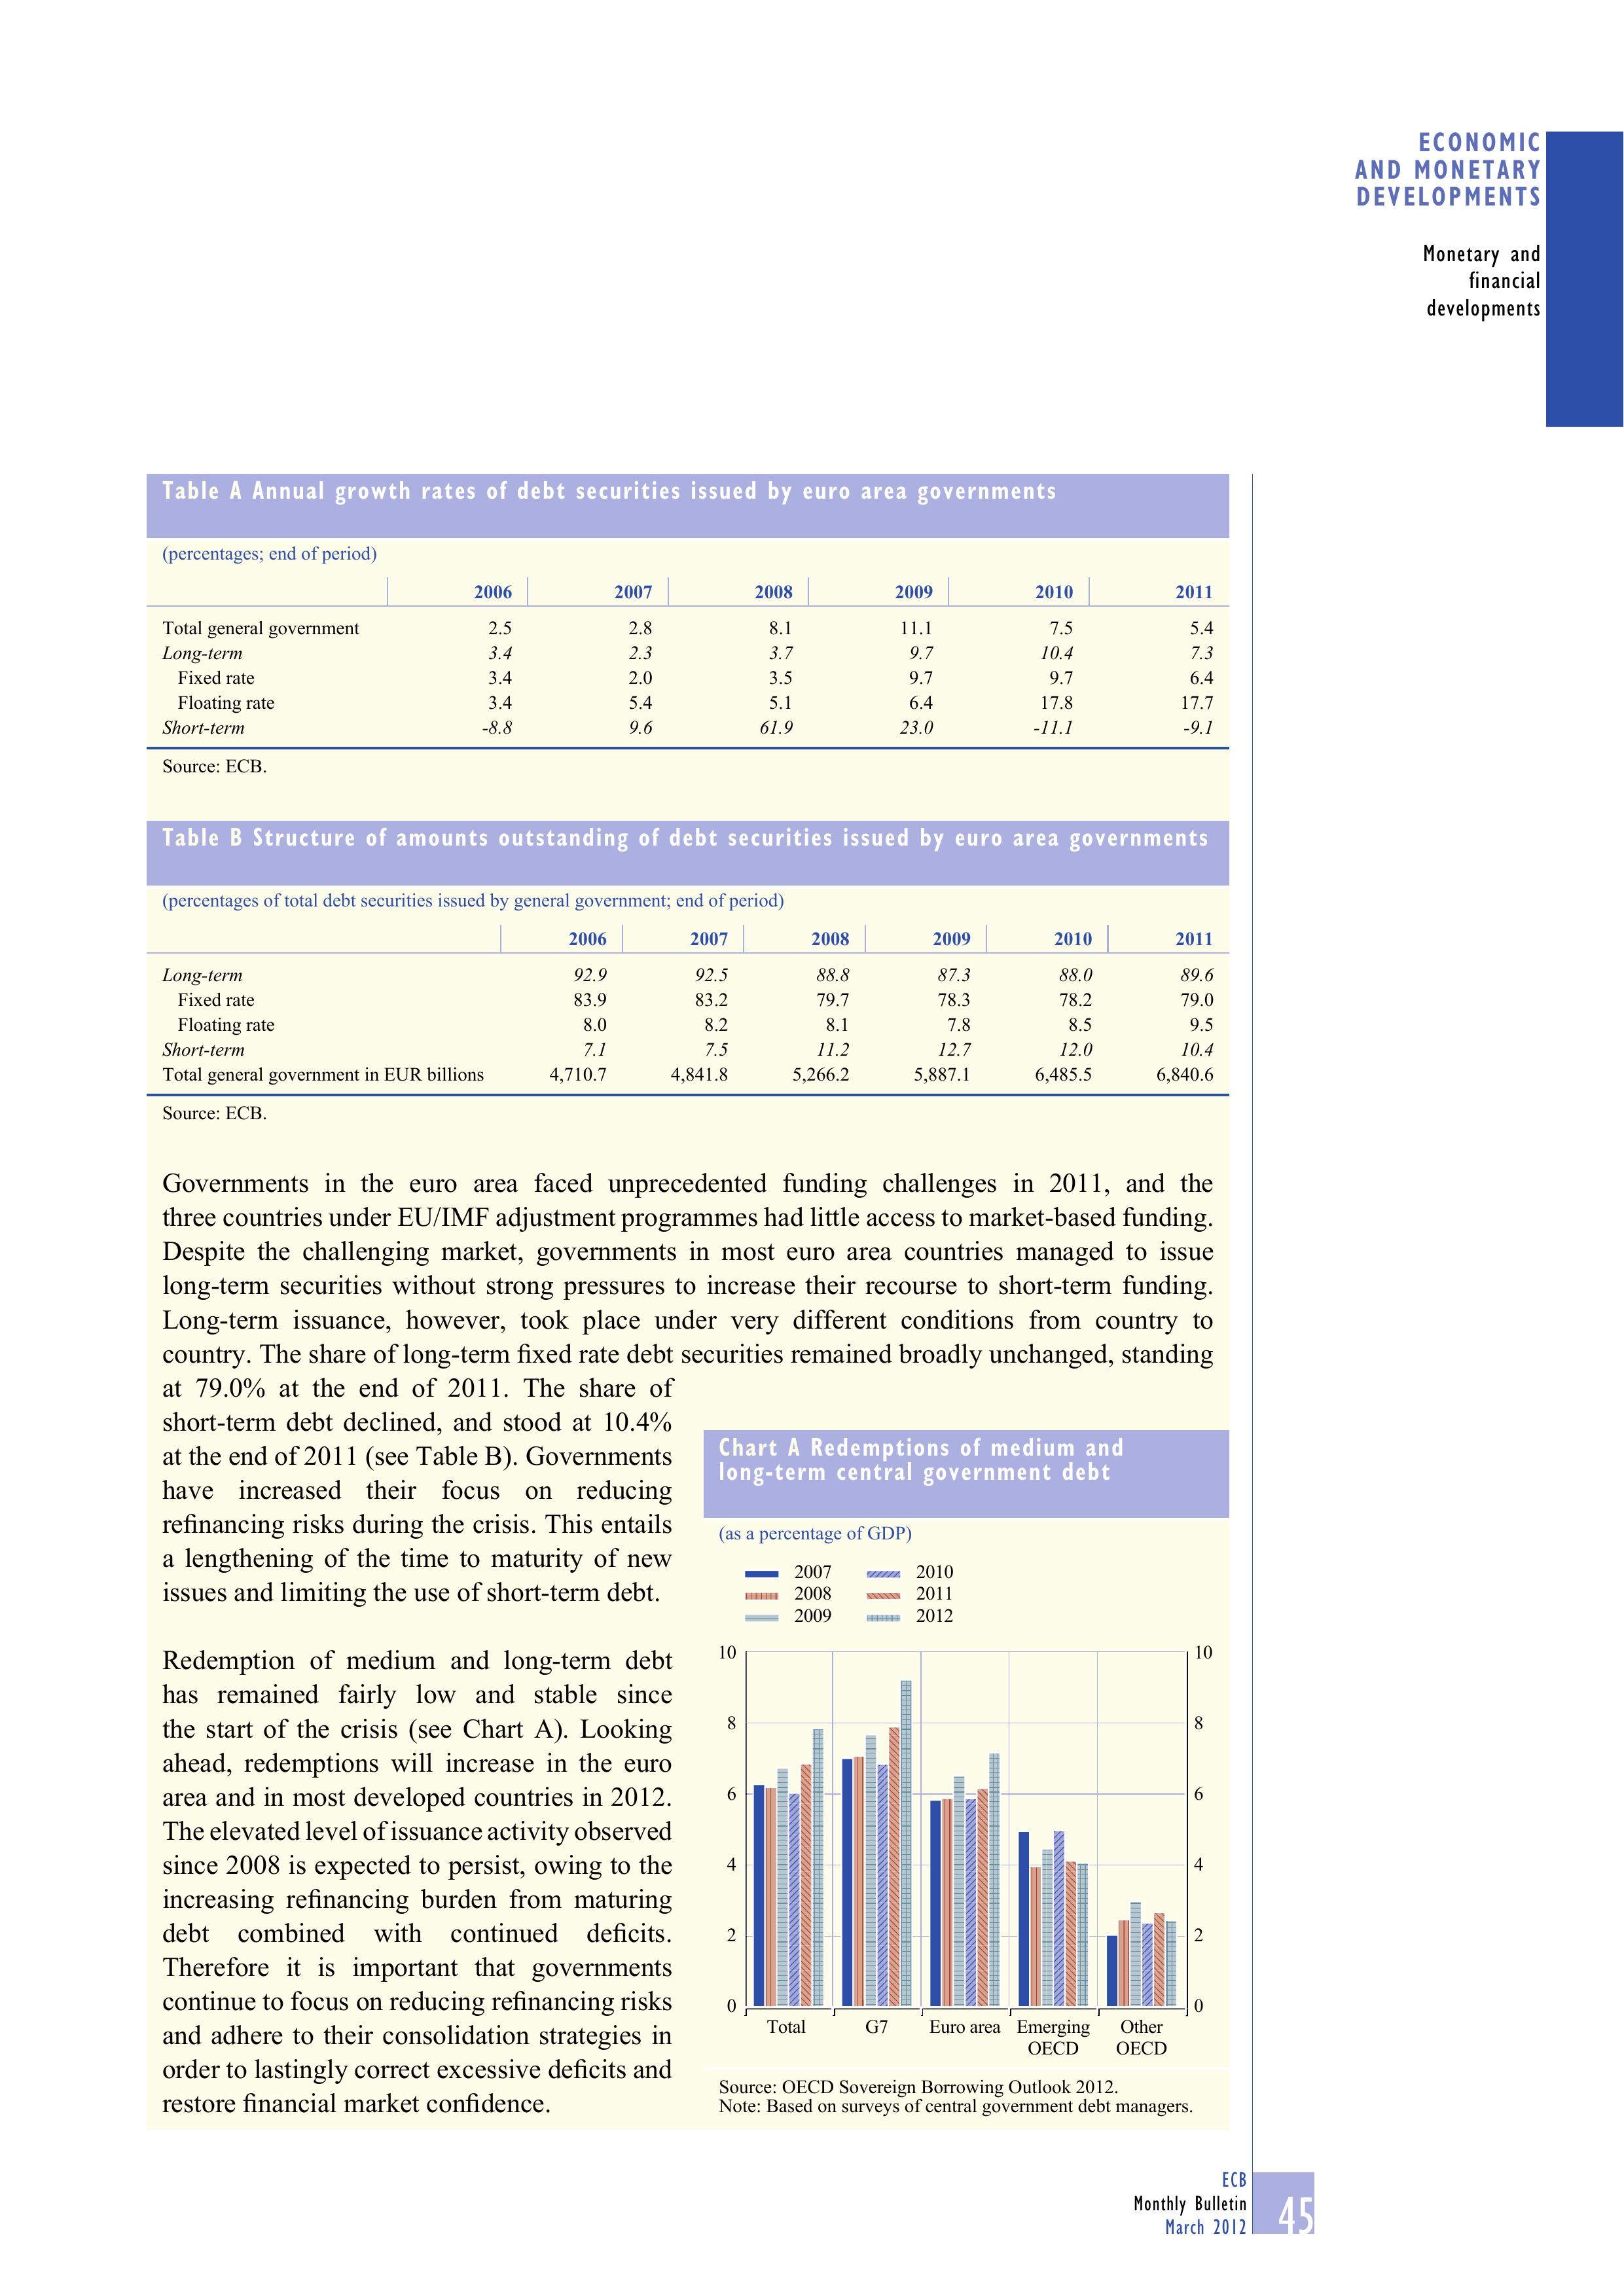 ECONOMIC
AND MONETARY
DEVELOPMENTS
Monetary and
financial
developments
Table A Annual growth rates of debt securities issued by euro area governments
(percentages; end of period)
2006 2007 2008 2009 2010 2011
Total general government 2.5 2.8 8.1 11.1 7.5 5.4
Long-term 3.4 2.3 3.7 9.7 10.4 7.3
Fixed rate 3.4 2.0 3.5 9.7 9.7 6.4
Floating rate 3.4 5.4 5.1 6.4 17.8 17.7
Short-term -8.8 9.6 61.9 23.0 -11.1 -9.1
Source: ECB.
Table B Structure of amounts outstanding of debt securities issued by euro area governments
(percentages of total debt securities issued by general government; end of period)
2006 2007 2008 2009 2010 2011
Long-term 92.9 92.5 88.8 87.3 88.0 89.6
Fixed rate 83.9 83.2 79.7 78.3 78.2 79.0
Floating rate 8.0 8.2 8.1 7.8 8.5 9.5
Short-term 7.1 7.5 11.2 12.7 12.0 10.4
Total general government in EUR billions 4,710.7 4,841.8 5,266.2 5,887.1 6,485.5 6,840.6
Source: ECB.
Governments in the euro area faced unprecedented funding challenges in 2011, and the
three countries under EU/IMF adjustment programmes had little access to market-based funding.
Despite the challenging market, governments in most euro area countries managed to issue
long-term securities without strong pressures to increase their recourse to short-term funding.
Long-term issuance, however, took place under very different conditions from country to
country. The share of long-term fixed rate debt securities remained broadly unchanged, standing
at 79.0% at the end of 2011. The share of
short-term debt declined, and stood at 10.4%
at the end of 2011 (see Table B). Governments
have increased their focus on reducing
refinancing risks during the crisis. This entails
a lengthening of the time to maturity of new
issues and limiting the use of short-term debt.
Redemption of medium and long-term debt
has remained fairly low and stable since
the start of the crisis (see Chart A). Looking
ahead, redemptions will increase in the euro
area and in most developed countries in 2012.
The elevated level of issuance activity observed
since 2008 is expected to persist, owing to the
increasing refinancing burden from maturing
debt combined with continued deficits.
Therefore it is important that governments
continue to focus on reducing refinancing risks
and adhere to their consolidation strategies in
order to lastingly correct excessive deficits and
restore financial market confidence.
Chart A Redemptions of medium and
long-term central government debt
(as a percentage of GDP)
2007 2010
2008 2011
2009 2012
10 10
8 8
6 6
4 4
2 2
0 0
Total G7 Euro area Emerging Other
OECD OECD
Source: OECD Sovereign Borrowing Outlook 2012.
Note: Based on surveys of central government debt managers.
ECB
Monthly Bulletin
March 2012
45